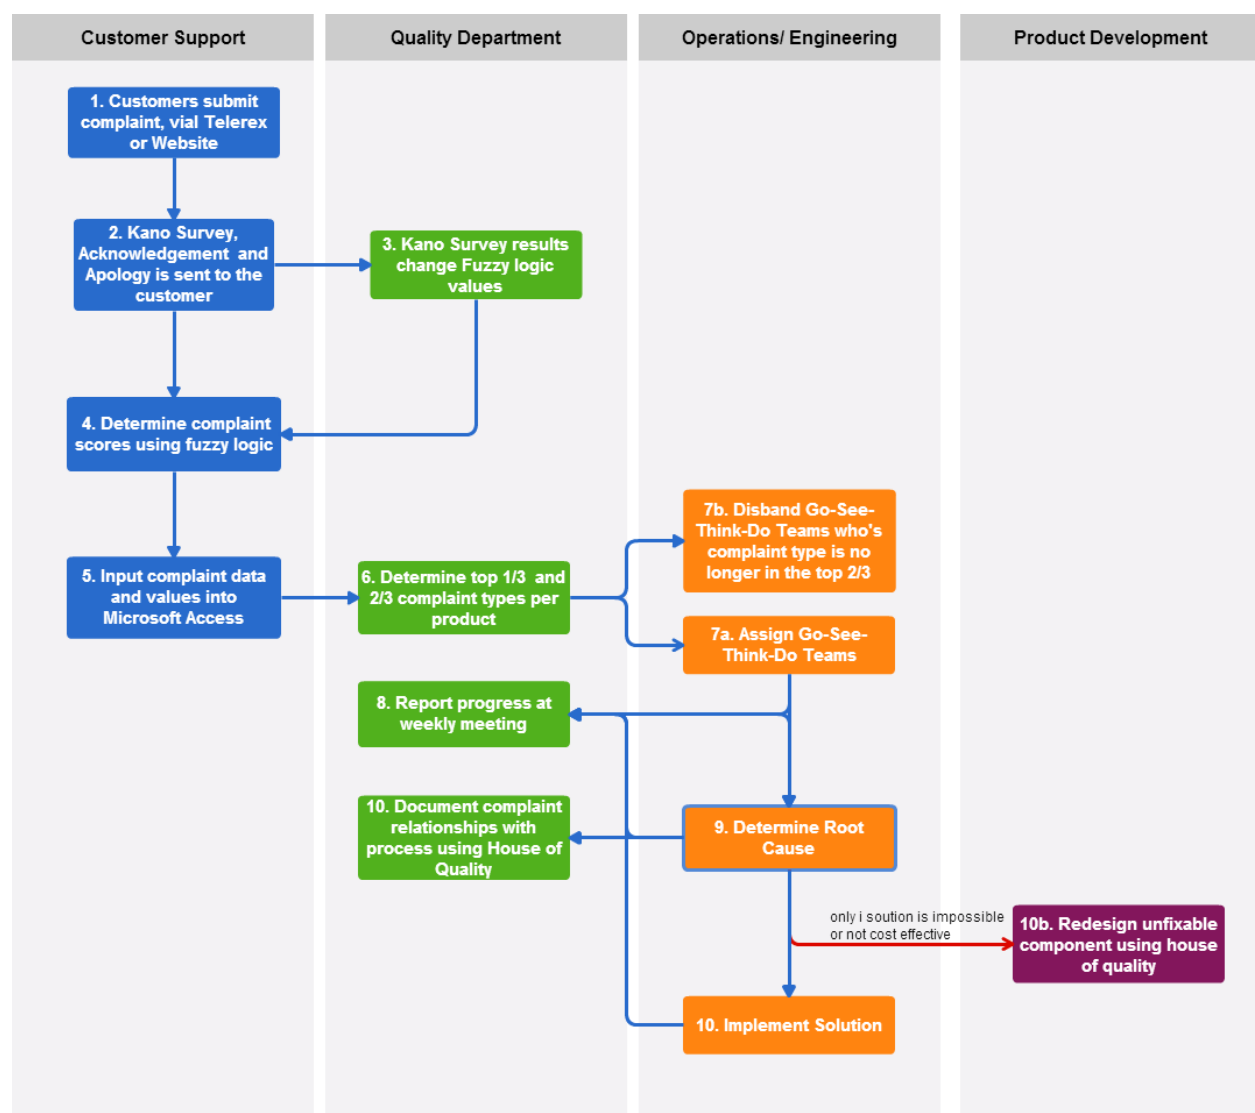 Customer Support
Quality Department
Operations/ Engineering
Product Development
1. Customers submit
complaint, vial Telerex
or Website
2. Kano Survey,
Acknowledgement and
Apology is sent to the
customer
3. Kano Survey results
change Fuzzy logic
values
4. Determine complaint
scores using fuzzy logic
5. Input complaint data
and values into
Microsoft Access
6. Determine top 1/3 and
2/3 complaint types per
product
7b. Disband Go-See-
Think-Do Teams who's
complaint type is no
longer in the top 2/3
7a. Assign Go-See-
Think-Do Teams
8. Report progress at
weekly meeting
10. Document complaint
relationships with
process using House of
Quality
9. Determine Root
Cause
only i soution is impossible
or not cost effective
10b. Redesign unfixable
component using house
of quality
10. Implement Solution